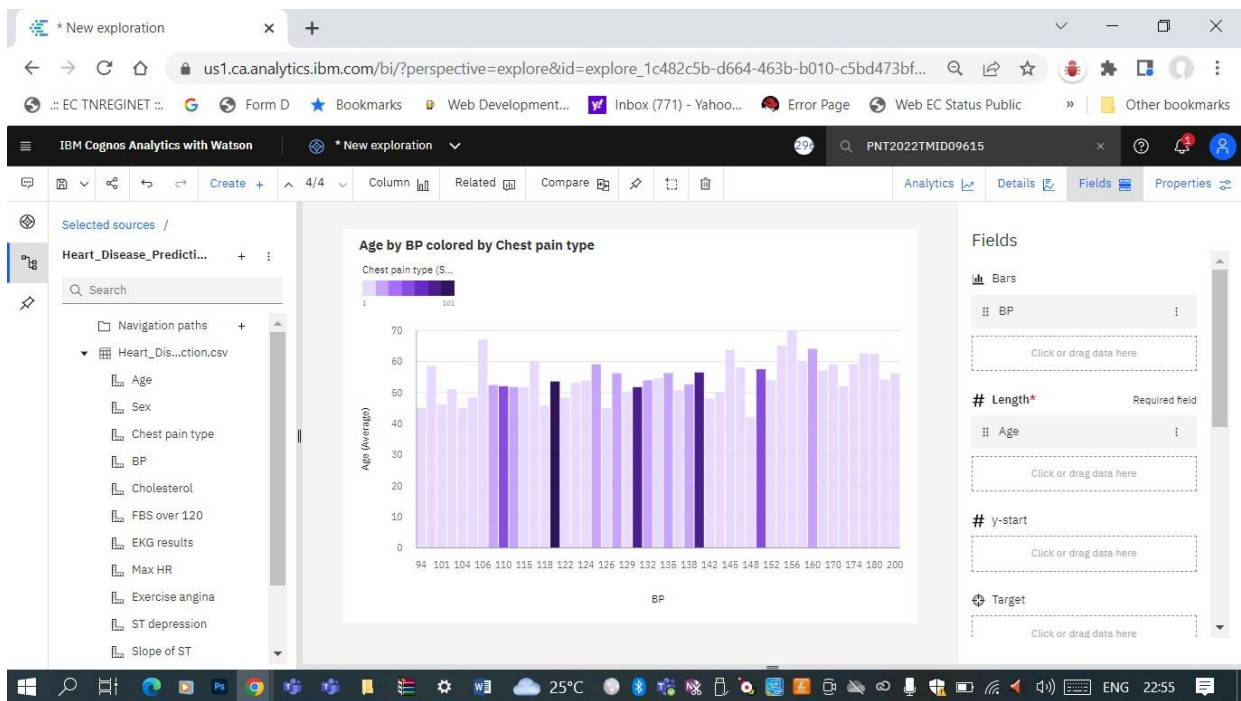 * New exploration
us1.ca.analytics.ibm.com/bi/?perspective=explore&id=explore_1c482c5b-d664-463b-b010-c5bd473bf...
.:: EC TNREGINET ::. G Form D Bookmarks Web Development... Inbox (771) - Yahoo... Error Page Web EC Status Public » Other bookmarks
IBM Cognos Analytics with Watson * New exploration PNT2022TMID09615
Create + 4/4 Column Related Compare Analytics Details Fields Properties
Selected sources /
Heart_Disease_Predicti...
Search
Navigation paths
Heart_Dis...ction.csv
Age
Sex
Chest pain type
BP
Cholesterol
FBS over 120
EKG results
Max HR
Exercise angina
ST depression
Slope of ST
Age by BP colored by Chest pain type
Chest pain type (S...
1 101
70
60
50
40
30
20
10
0
Age (Average)
94 101 104 106 110 115 118 122 124 126 129 132 135 138 142 145 148 152 156 160 170 174 180 200
BP
Fields
Bars
BP
Click or drag data here
# Length* Required field
Age
Click or drag data here
# y-start
Click or drag data here
Target
Click or drag data here
25°C ENG 22:55